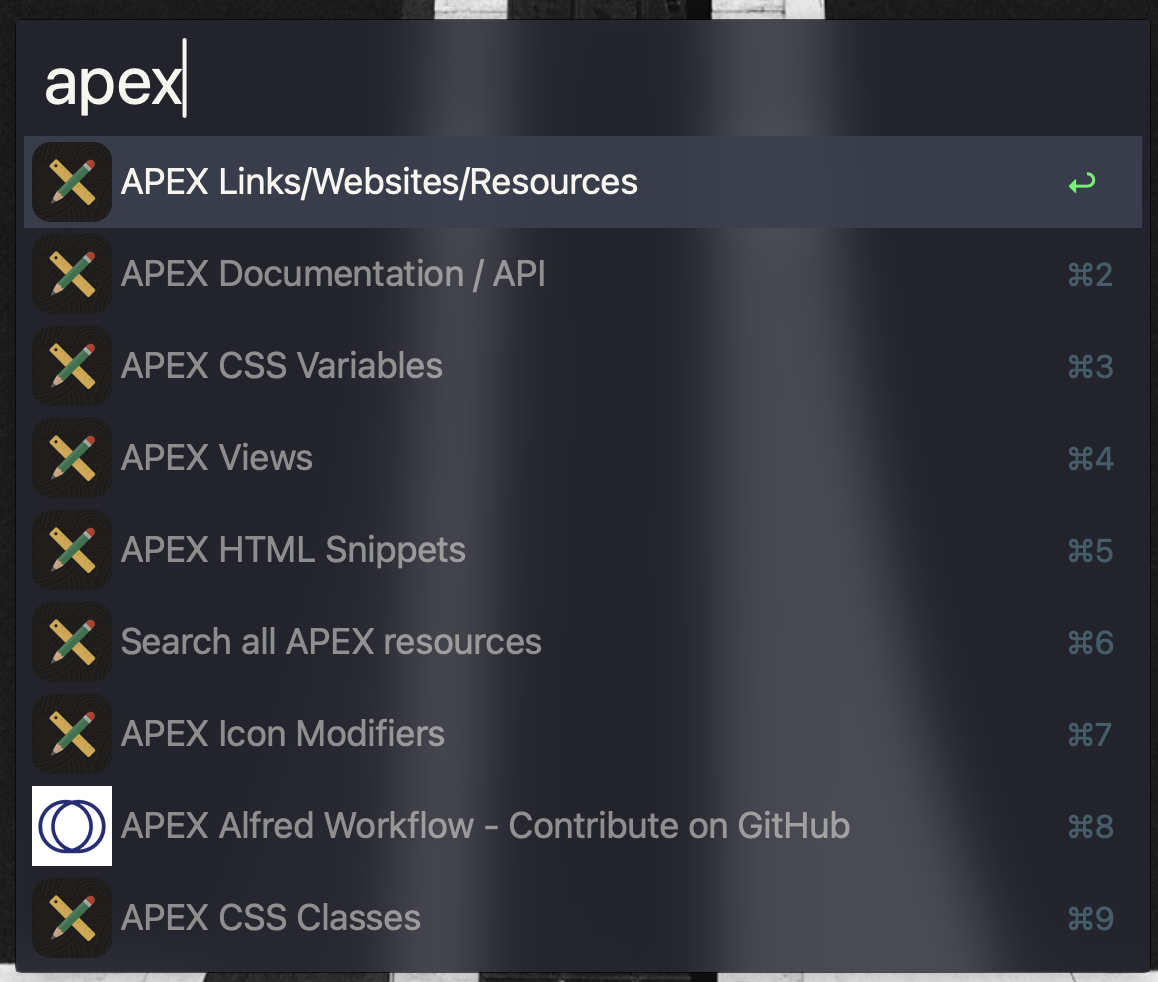 apex
APEX Links/Websites/Resources ↩
APEX Documentation / API ⌘2
APEX CSS Variables ⌘3
APEX Views ⌘4
APEX HTML Snippets ⌘5
Search all APEX resources ⌘6
APEX Icon Modifiers ⌘7
APEX Alfred Workflow - Contribute on GitHub ⌘8
APEX CSS Classes ⌘9